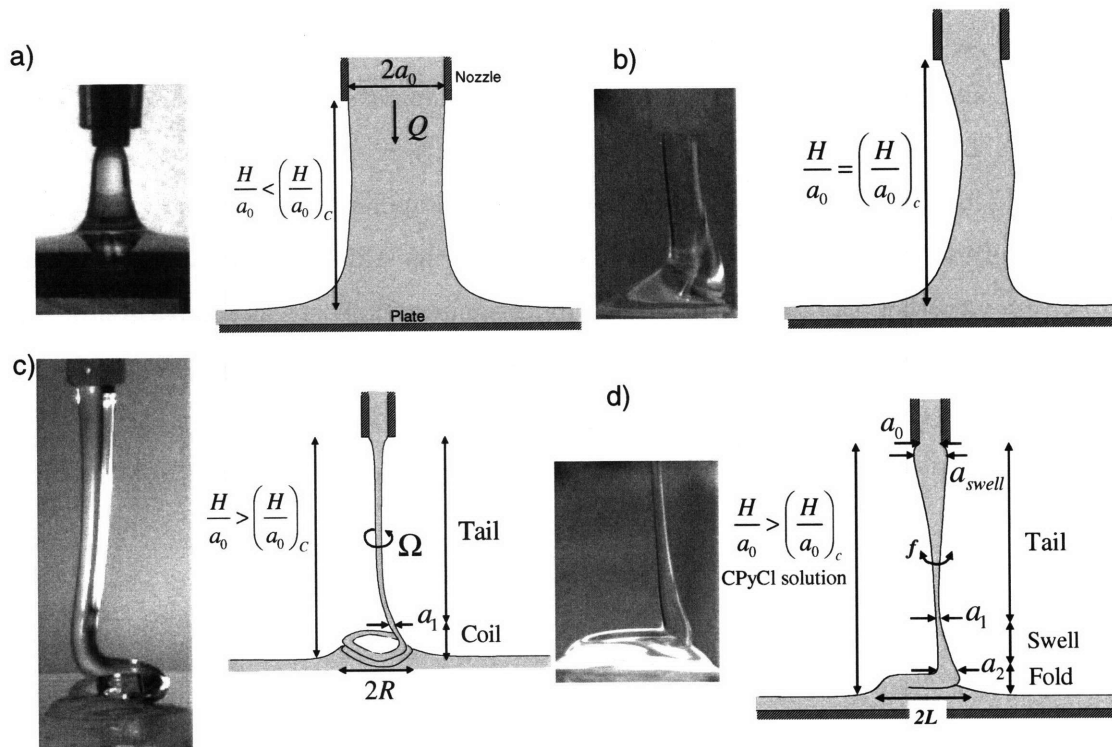 a)
2a₀
Nozzle
Q
H/a₀ < (H/a₀)c
Plate
b)
H/a₀ = (H/a₀)c
c)
H/a₀ > (H/a₀)c
Ω
Tail
a₁
Coil
2R
d)
a₀
a_swell
H/a₀ > (H/a₀)c
CPyCl solution
f
Tail
a₁
Swell
a₂
Fold
2L